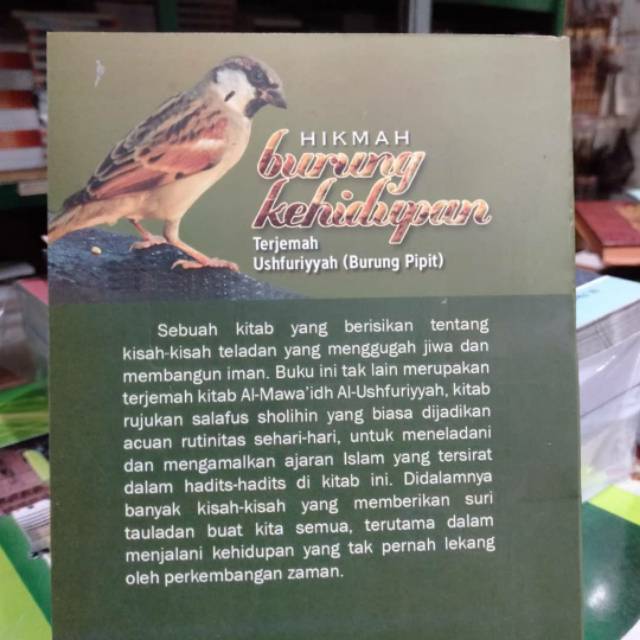 HIKMAH
burung
kehidupan
Terjemah
Ushfuriyyah (Burung Pipit)
Sebuah kitab yang berisikan tentang
kisah-kisah teladan yang menggugah jiwa dan
membangun iman. Buku ini tak lain merupakan
terjemah kitab Al-Mawa'idh Al-Ushfuriyyah, kitab
rujukan salafus sholihin yang biasa dijadikan
acuan rutinitas sehari-hari, untuk meneladani
dan mengamalkan ajaran Islam yang tersirat
dalam hadits-hadits di kitab ini. Didalamnya
banyak kisah-kisah yang memberikan suri
tauladan buat kita semua, terutama dalam
menjalani kehidupan yang tak pernah lekang
oleh perkembangan zaman.